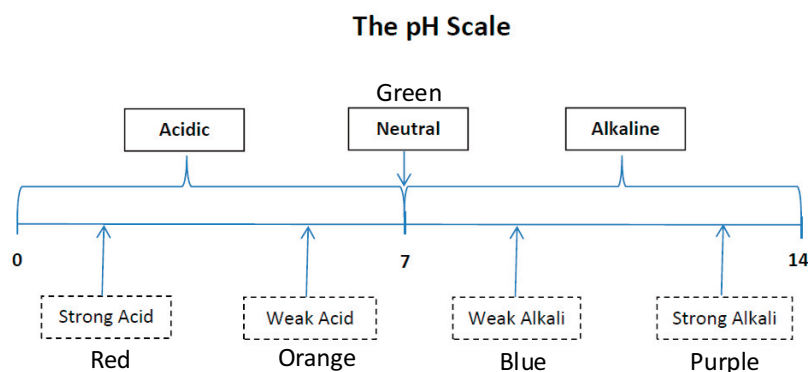 The pH Scale
Green
Acidic
Neutral
Alkaline
0
7
14
Strong Acid
Weak Acid
Weak Alkali
Strong Alkali
Red
Orange
Blue
Purple